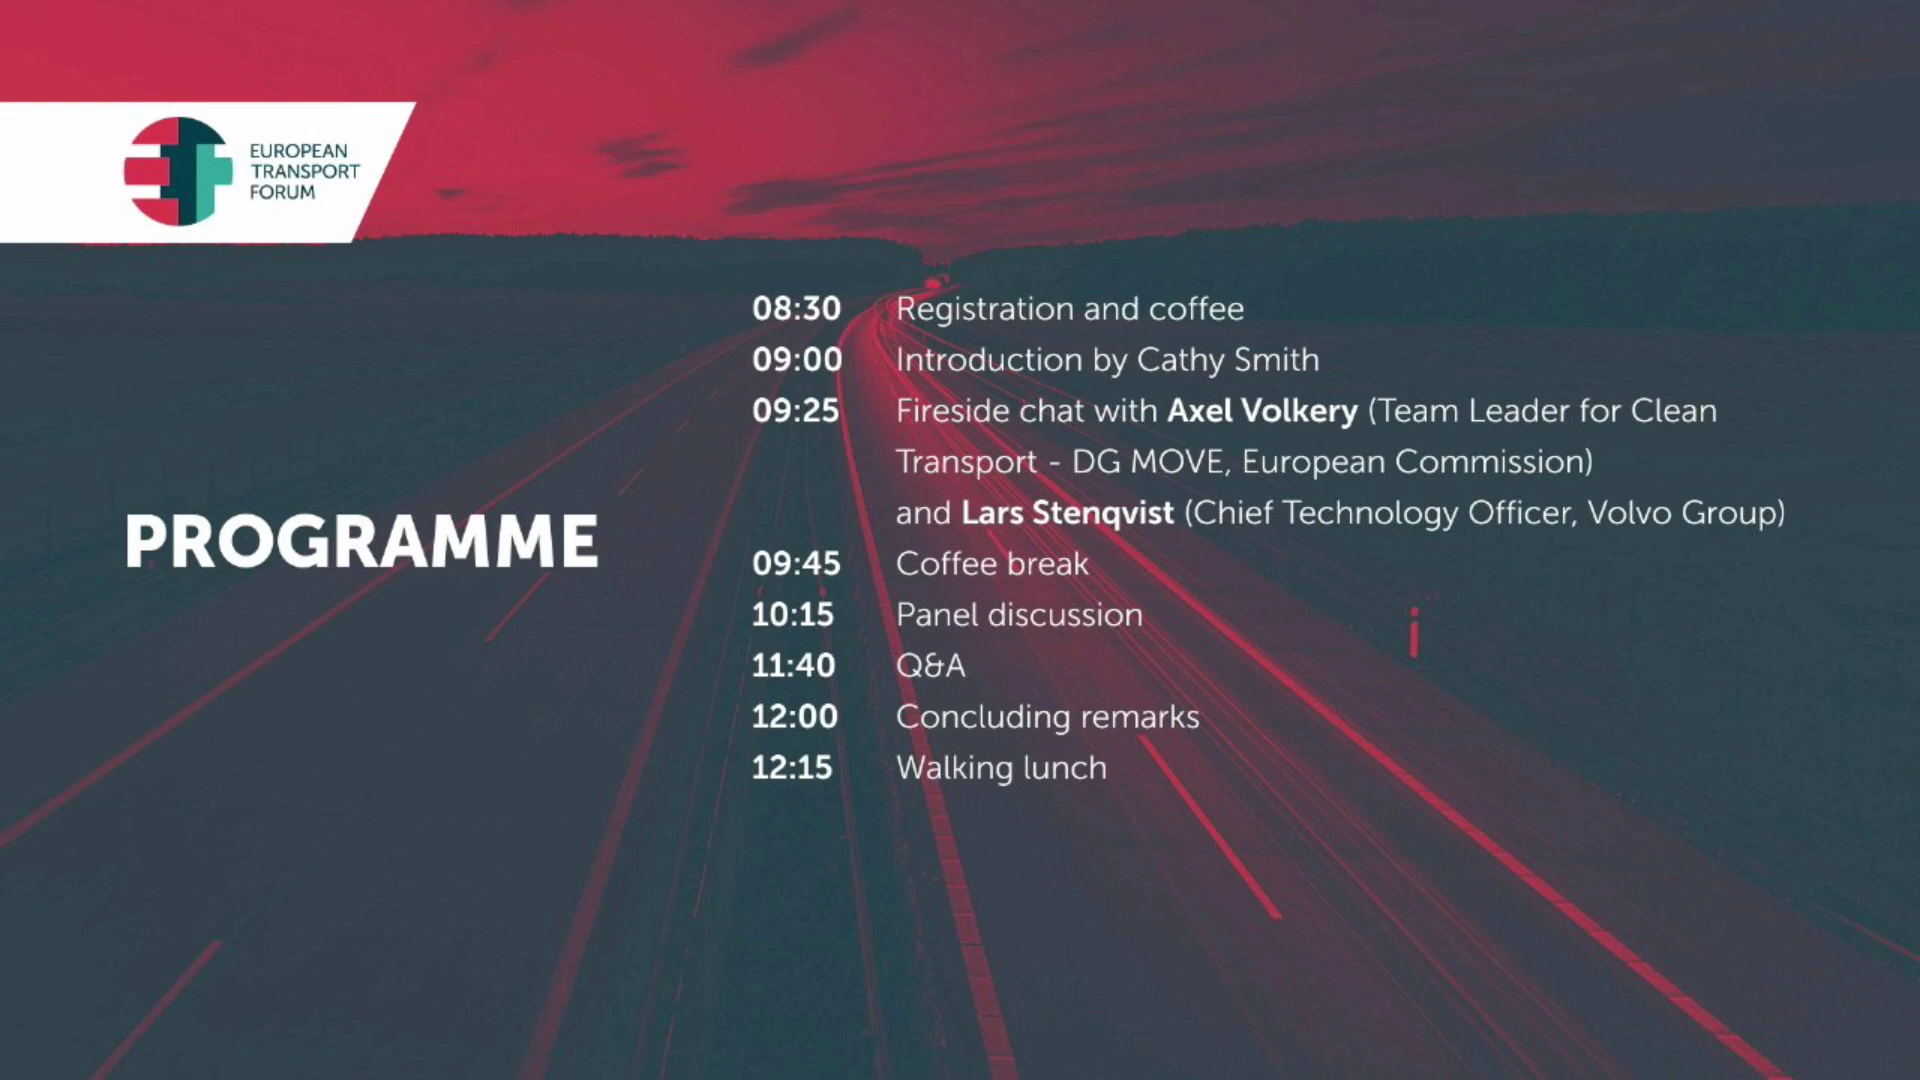 EUROPEAN
TRANSPORT
FORUM
PROGRAMME
08:30 Registration and coffee
09:00 Introduction by Cathy Smith
09:25 Fireside chat with Axel Volkery (Team Leader for Clean
Transport - DG MOVE, European Commission)
and Lars Stenqvist (Chief Technology Officer, Volvo Group)
09:45 Coffee break
10:15 Panel discussion
11:40 Q&A
12:00 Concluding remarks
12:15 Walking lunch